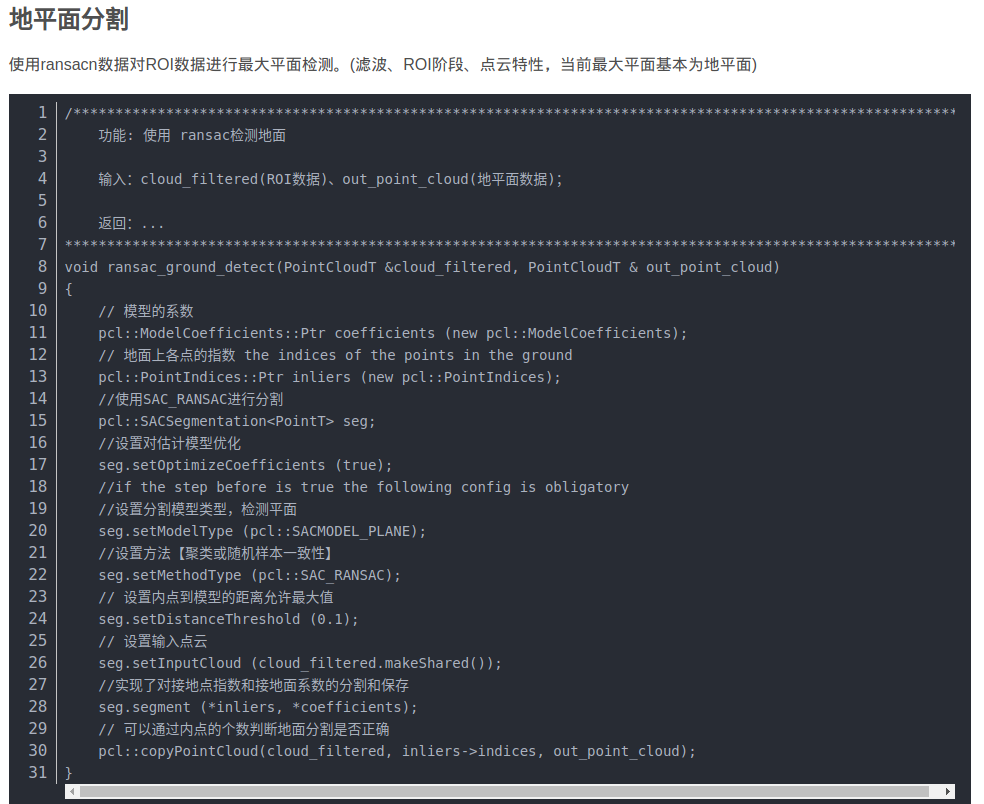 地平面分割
使用ransacn数据对ROI数据进行最大平面检测。(滤波、ROI阶段、点云特性，当前最大平面基本为地平面)
1 /*********************************************************************************************************
2     功能: 使用 ransac检测地面
3
4     输入：cloud_filtered(ROI数据)、out_point_cloud(地平面数据)；
5
6     返回：...
7 **********************************************************************************************************
8 void ransac_ground_detect(PointCloudT &cloud_filtered, PointCloudT & out_point_cloud)
9 {
10     // 模型的系数
11     pcl::ModelCoefficients::Ptr coefficients (new pcl::ModelCoefficients);
12     // 地面上各点的指数 the indices of the points in the ground
13     pcl::PointIndices::Ptr inliers (new pcl::PointIndices);
14     //使用SAC_RANSAC进行分割
15     pcl::SACSegmentation<PointT> seg;
16     //设置对估计模型优化
17     seg.setOptimizeCoefficients (true);
18     //if the step before is true the following config is obligatory
19     //设置分割模型类型，检测平面
20     seg.setModelType (pcl::SACMODEL_PLANE);
21     //设置方法【聚类或随机样本一致性】
22     seg.setMethodType (pcl::SAC_RANSAC);
23     // 设置内点到模型的距离允许最大值
24     seg.setDistanceThreshold (0.1);
25     // 设置输入点云
26     seg.setInputCloud (cloud_filtered.makeShared());
27     //实现了对接地点指数和接地面系数的分割和保存
28     seg.segment (*inliers, *coefficients);
29     // 可以通过内点的个数判断地面分割是否正确
30     pcl::copyPointCloud(cloud_filtered, inliers->indices, out_point_cloud);
31 }